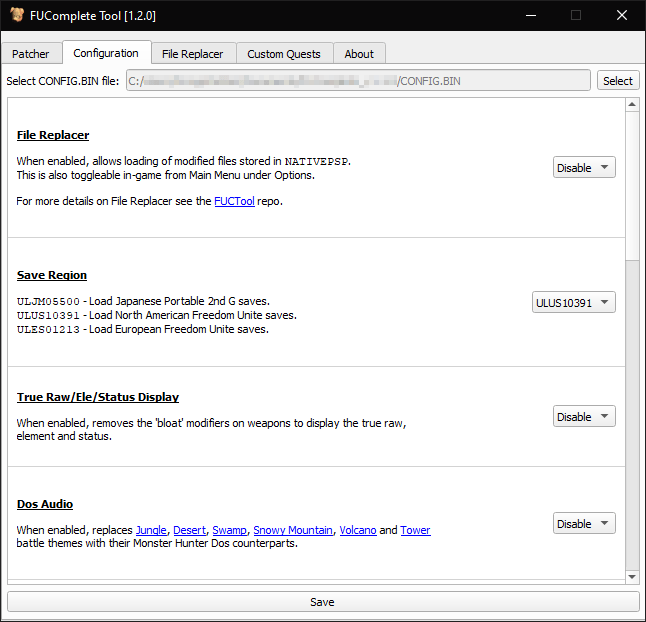 FUComplete Tool [1.2.0]
Patcher
Configuration
File Replacer
Custom Quests
About
Select CONFIG.BIN file:
C:/
/CONFIG.BIN
Select
File Replacer
When enabled, allows loading of modified files stored in NATIVEPSP.
This is also toggleable in-game from Main Menu under Options.
Disable
For more details on File Replacer see the FUCTool repo.
Save Region
ULJM05500 - Load Japanese Portable 2nd G saves.
ULUS10391 - Load North American Freedom Unite saves.
ULES01213 - Load European Freedom Unite saves.
ULUS10391
True Raw/Ele/Status Display
When enabled, removes the 'bloat' modifiers on weapons to display the true raw,
element and status.
Disable
Dos Audio
When enabled, replaces Jungle, Desert, Swamp, Snowy Mountain, Volcano and Tower
battle themes with their Monster Hunter Dos counterparts.
Disable
Save